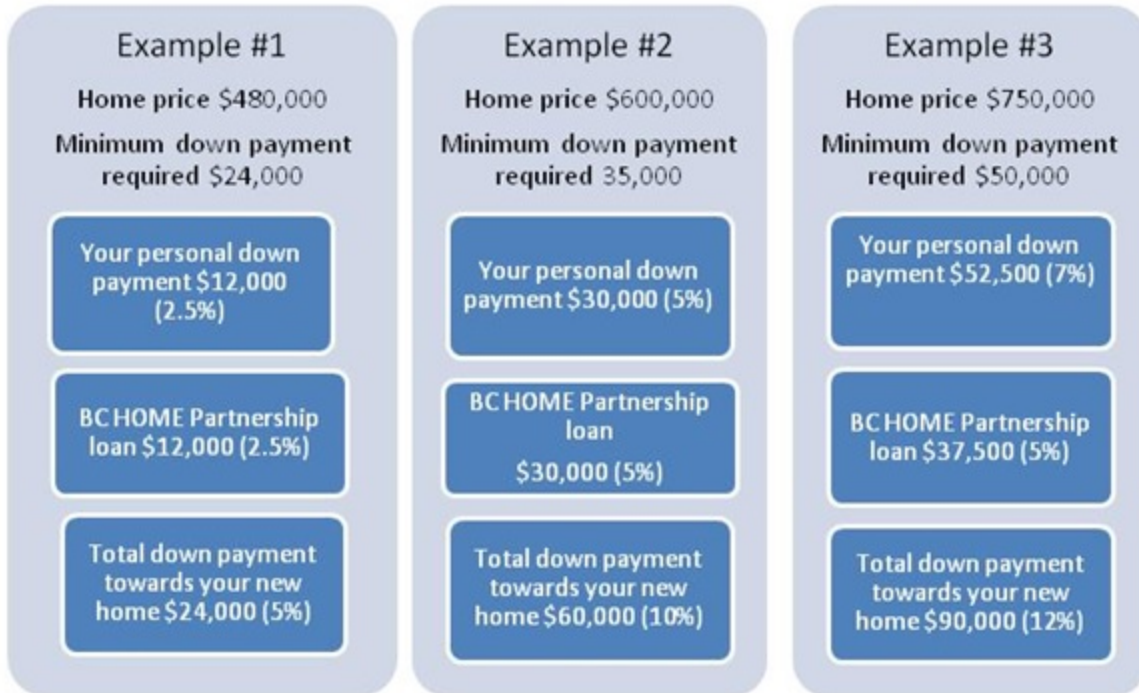 Example #1
Home price $480,000
Minimum down payment
required $24,000
Your personal down
payment $12,000
(2.5%)
BC HOME Partnership
loan $12,000 (2.5%)
Total down payment
towards your new
home $24,000 (5%)
Example #2
Home price $600,000
Minimum down payment
required 35,000
Your personal down
payment $30,000 (5%)
BC HOME Partnership
loan
$30,000 (5%)
Total down payment
towards your new
home $60,000 (10%)
Example #3
Home price $750,000
Minimum down payment
required $50,000
Your personal down
payment $52,500 (7%)
BC HOME Partnership
loan $37,500 (5%)
Total down payment
towards your new
home $90,000 (12%)